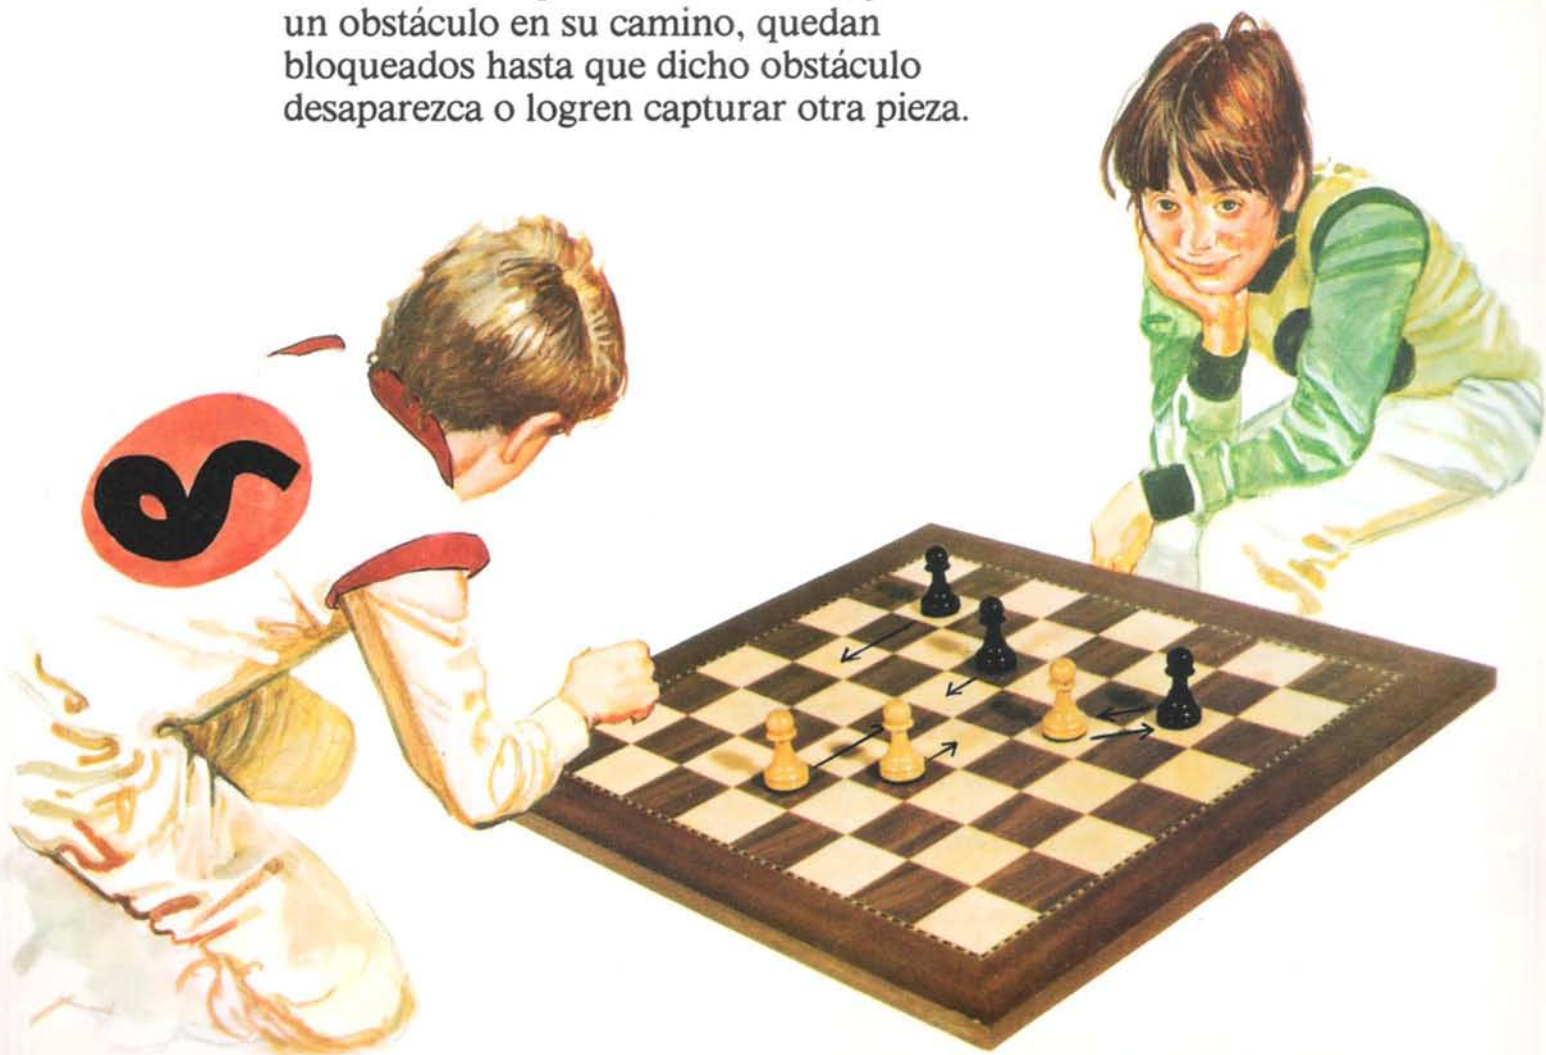 un obstáculo en su camino, quedan
bloqueados hasta que dicho obstáculo
desaparezca o logren capturar otra pieza.